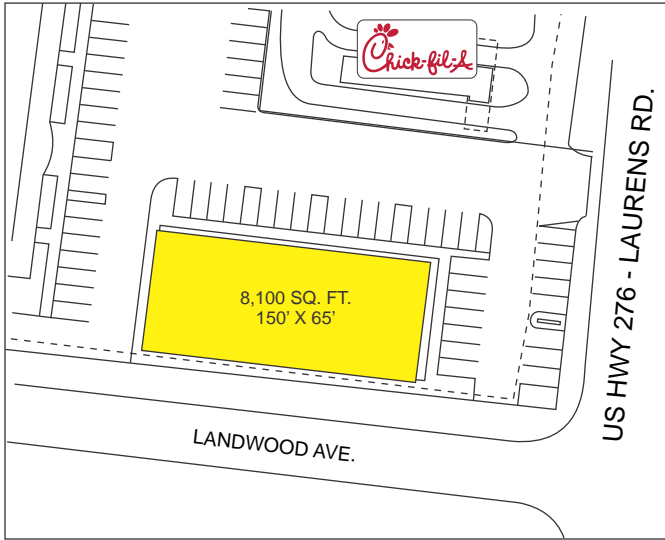 Chick-fil-A
8,100 SQ. FT.
150' X 65'
US HWY 276 - LAURENS RD.
LANDWOOD AVE.